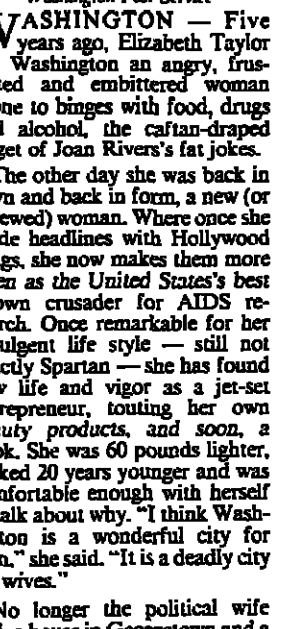 Washington Post Service
WASHINGTON — Five
years ago, Elizabeth Taylor
Washington an angry, frus-
ted and embittered woman
ne to binges with food, drugs
alcohol, the caftan-draped
get of Joan Rivers's fat jokes.
The other day she was back in
n and back in form, a new (or
ewed) woman. Where once she
de headlines with Hollywood
gs, she now makes them more
en as the United States's best
own crusader for AIDS re-
rch. Once remarkable for her
ulgent life style — still not
ctly Spartan — she has found
life and vigor as a jet-set
repreneur, touting her own
uty products, and soon, a
ok. She was 60 pounds lighter,
ked 20 years younger and was
nfortable enough with herself
alk about why. "I think Wash-
ton is a wonderful city for
n," she said. "It is a deadly city
wives."
No longer the political wife
house in Georgetown and a